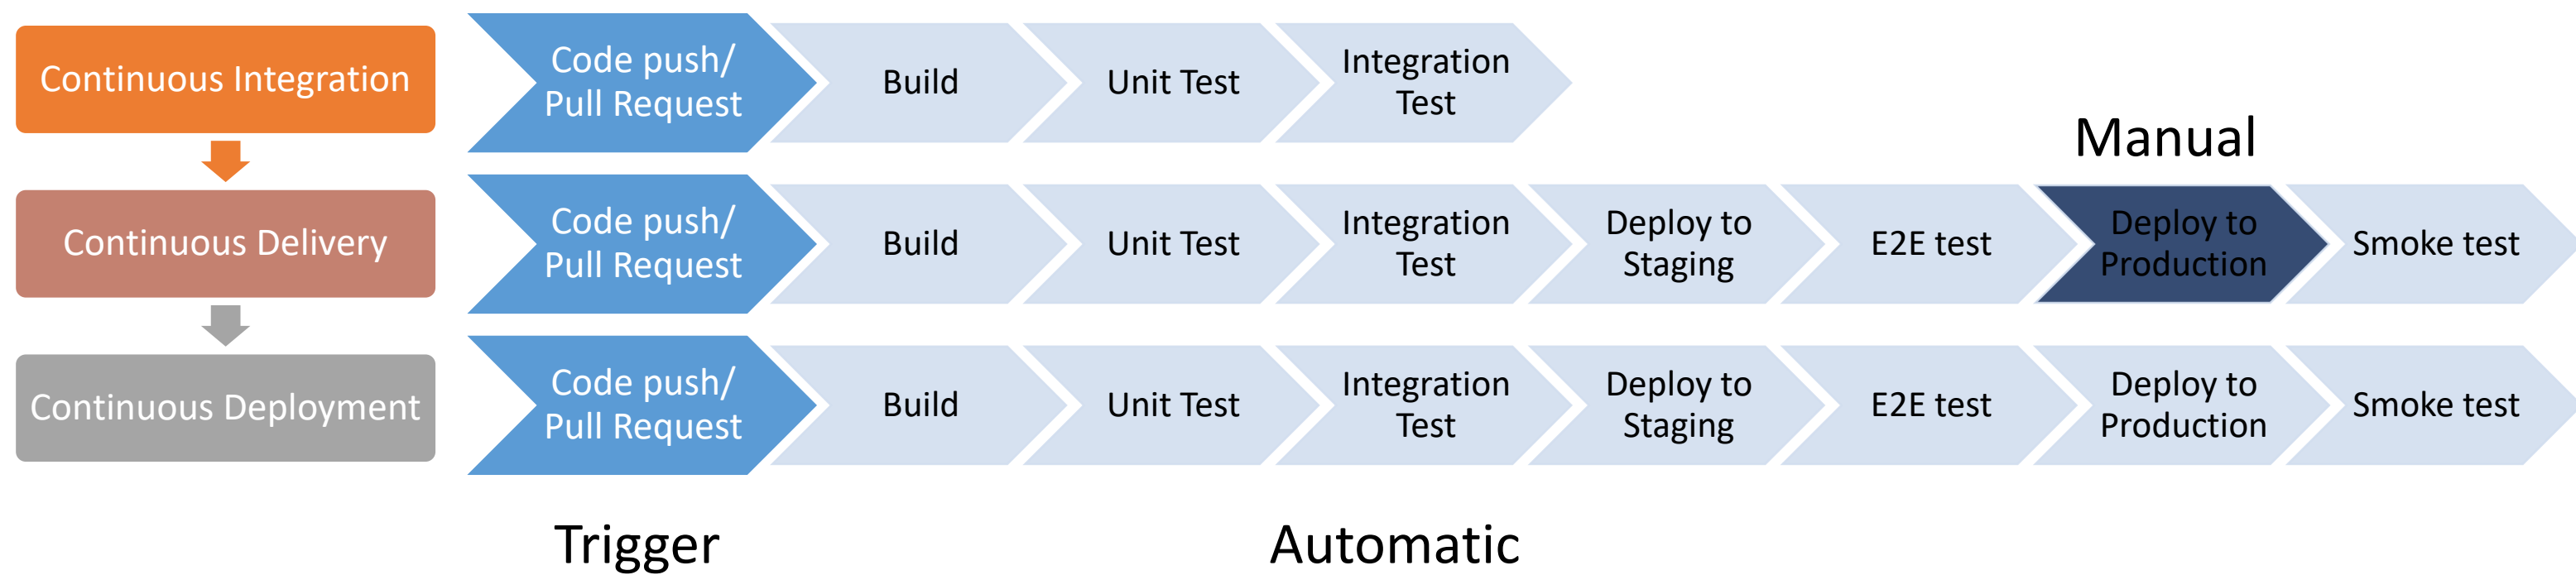 Continuous Integration
Code push/
Pull Request
Build
Unit Test
Integration
Test
Manual
Continuous Delivery
Code push/
Pull Request
Build
Unit Test
Integration
Test
Deploy to
Staging
E2E test
Deploy to
Production
Smoke test
Continuous Deployment
Code push/
Pull Request
Build
Unit Test
Integration
Test
Deploy to
Staging
E2E test
Deploy to
Production
Smoke test
Trigger
Automatic